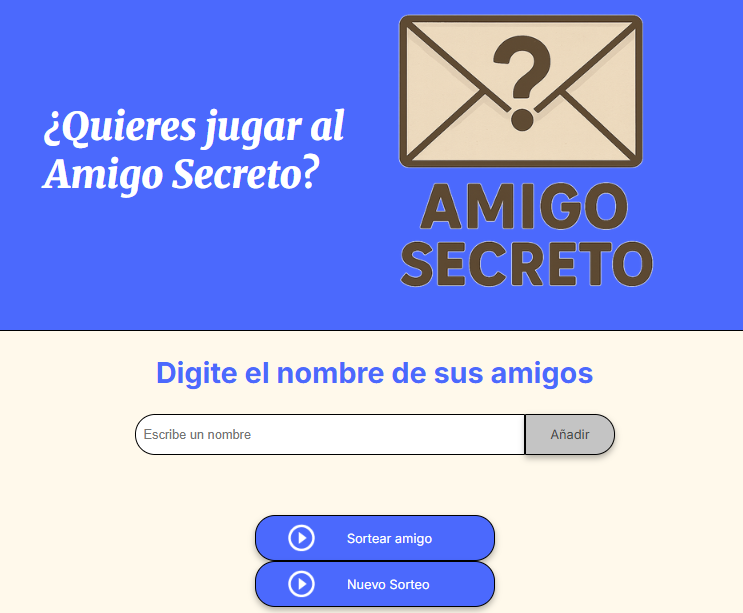 ¿Quieres jugar al
Amigo Secreto?
?
AMIGO
SECRETO
Digite el nombre de sus amigos
Escribe un nombre
Añadir
Sortear amigo
Nuevo Sorteo